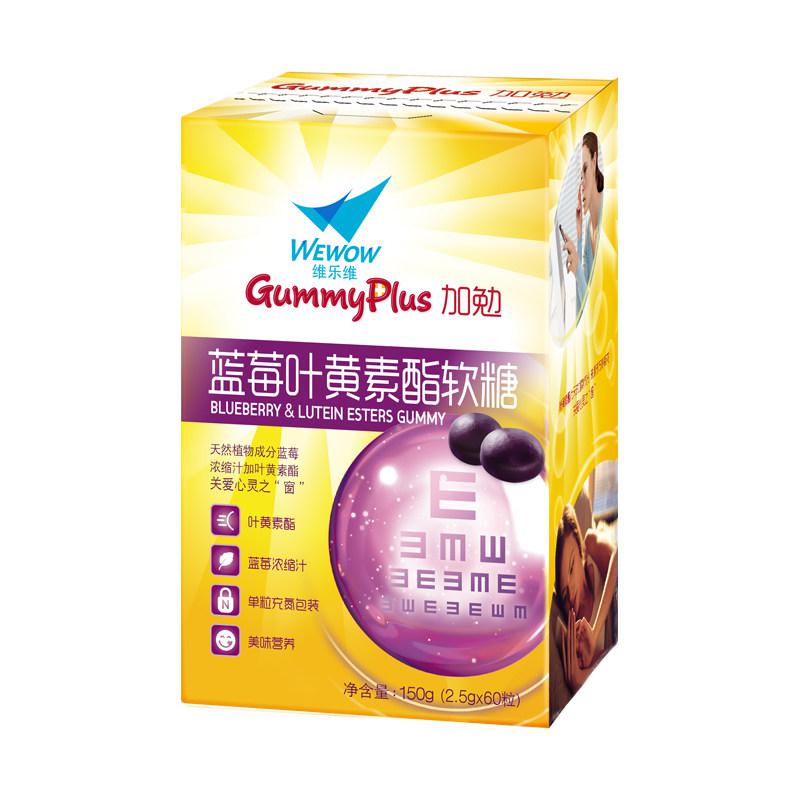 GummyPlus 加勉
WEWOW
维乐维
GummyPlus 加勉
蓝莓叶黄素酯软糖
BLUEBERRY & LUTEIN ESTERS GUMMY
天然植物成分蓝莓
浓缩汁加叶黄素酯
关爱心灵之“窗”
叶黄素酯
蓝莓浓缩汁
N
单粒充氮包装
美味营养
E
ƎMW
ƎEƎME
ƎWEƎEWM
净含量:150g (2.5gx60粒)